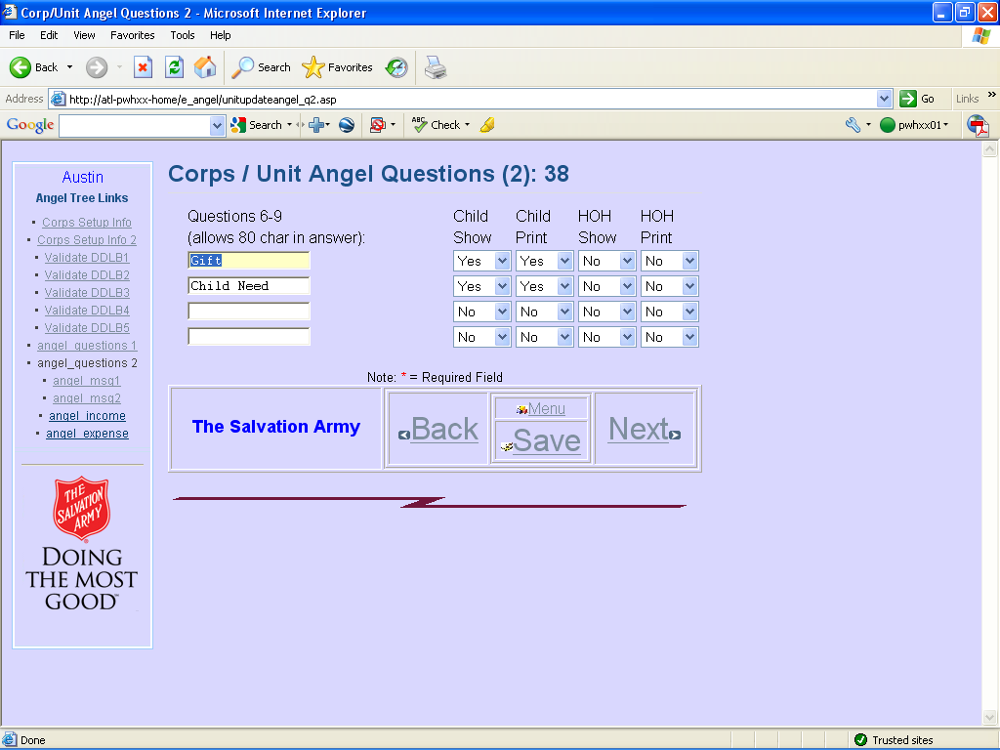 Corp/Unit Angel Questions 2 - Microsoft Internet Explorer
File Edit View Favorites Tools Help
Back Search Favorites
Address http://atl-pwhxx-home/e_angel/unitupdateangel_q2.asp Go Links »
Google Search Check pwhxx01
Austin
Angel Tree Links
Corps Setup Info
Corps Setup Info 2
Validate DDLB1
Validate DDLB2
Validate DDLB3
Validate DDLB4
Validate DDLB5
angel_questions 1
angel_questions 2
angel_msg1
angel_msg2
angel_income
angel_expense
THE
SALVATION
ARMY
DOING
THE MOST
GOOD™
Corps / Unit Angel Questions (2): 38
Questions 6-9 Child Child HOH HOH
(allows 80 char in answer): Show Print Show Print
Gift Yes Yes No No
Child Need Yes Yes No No
No No No No
No No No No
Note: * = Required Field
The Salvation Army
Back
Menu
Save
Next
Done Trusted sites